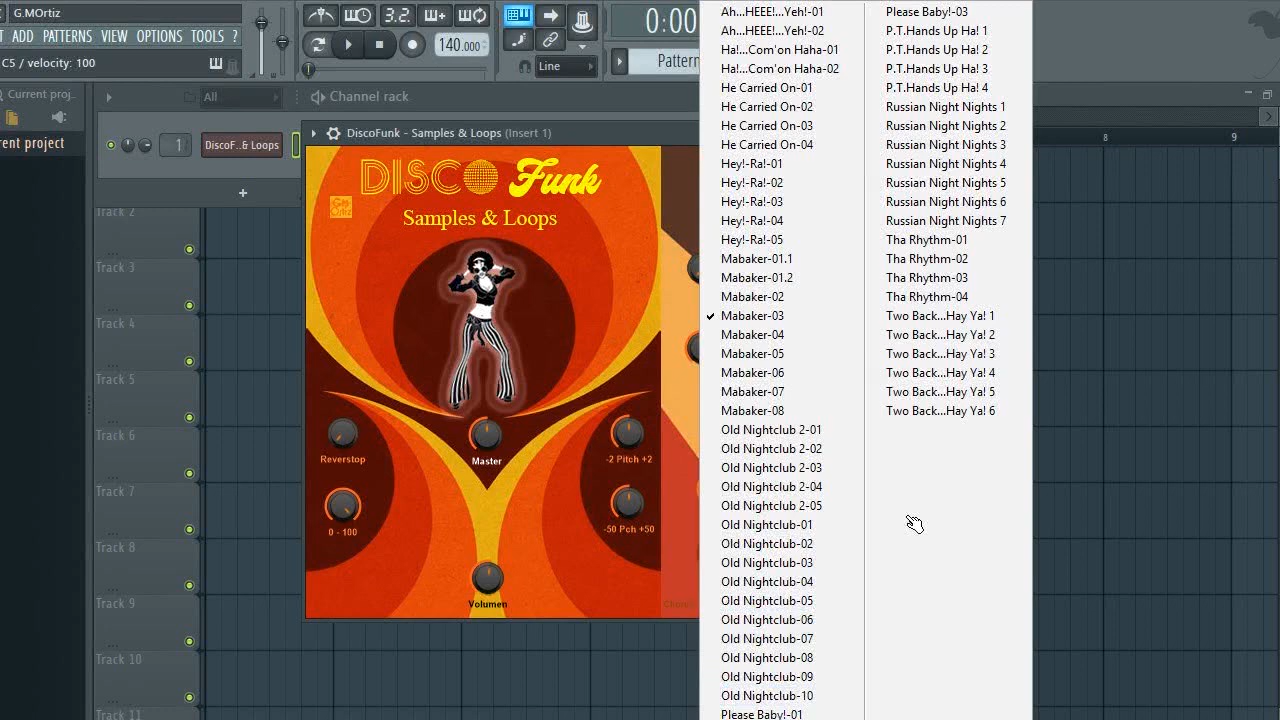 G.MOrtiz
ADD PATTERNS VIEW OPTIONS TOOLS ?
C5 / velocity: 100
3.2.
140.000
0:00
Line
Pattern
Current proj..
rent project
All
Channel rack
1
DiscoF..& Loops
+
Track 2
...
Track 3
...
Track 4
...
Track 5
...
Track 6
...
Track 7
...
Track 8
...
Track 9
...
Track 10
...
Track 11
DiscoFunk - Samples & Loops (Insert 1)
DISCO Funk
Samples & Loops
Reverstop
Master
-2 Pitch +2
0 - 100
-50 Pch +50
Volumen
Ah...HEEE!...Yeh!-01
Ah...HEEE!...Yeh!-02
Ha!...Com'on Haha-01
Ha!...Com'on Haha-02
He Carried On-01
He Carried On-02
He Carried On-03
He Carried On-04
Hey!-Ra!-01
Hey!-Ra!-02
Hey!-Ra!-03
Hey!-Ra!-04
Hey!-Ra!-05
Mabaker-01.1
Mabaker-01.2
Mabaker-02
Mabaker-03
Mabaker-04
Mabaker-05
Mabaker-06
Mabaker-07
Mabaker-08
Old Nightclub 2-01
Old Nightclub 2-02
Old Nightclub 2-03
Old Nightclub 2-04
Old Nightclub 2-05
Old Nightclub-01
Old Nightclub-02
Old Nightclub-03
Old Nightclub-04
Old Nightclub-05
Old Nightclub-06
Old Nightclub-07
Old Nightclub-08
Old Nightclub-09
Old Nightclub-10
Please Baby!-01
Please Baby!-03
P.T.Hands Up Ha! 1
P.T.Hands Up Ha! 2
P.T.Hands Up Ha! 3
P.T.Hands Up Ha! 4
Russian Night Nights 1
Russian Night Nights 2
Russian Night Nights 3
Russian Night Nights 4
Russian Night Nights 5
Russian Night Nights 6
Russian Night Nights 7
Tha Rhythm-01
Tha Rhythm-02
Tha Rhythm-03
Tha Rhythm-04
Two Back...Hay Ya! 1
Two Back...Hay Ya! 2
Two Back...Hay Ya! 3
Two Back...Hay Ya! 4
Two Back...Hay Ya! 5
Two Back...Hay Ya! 6
8
9